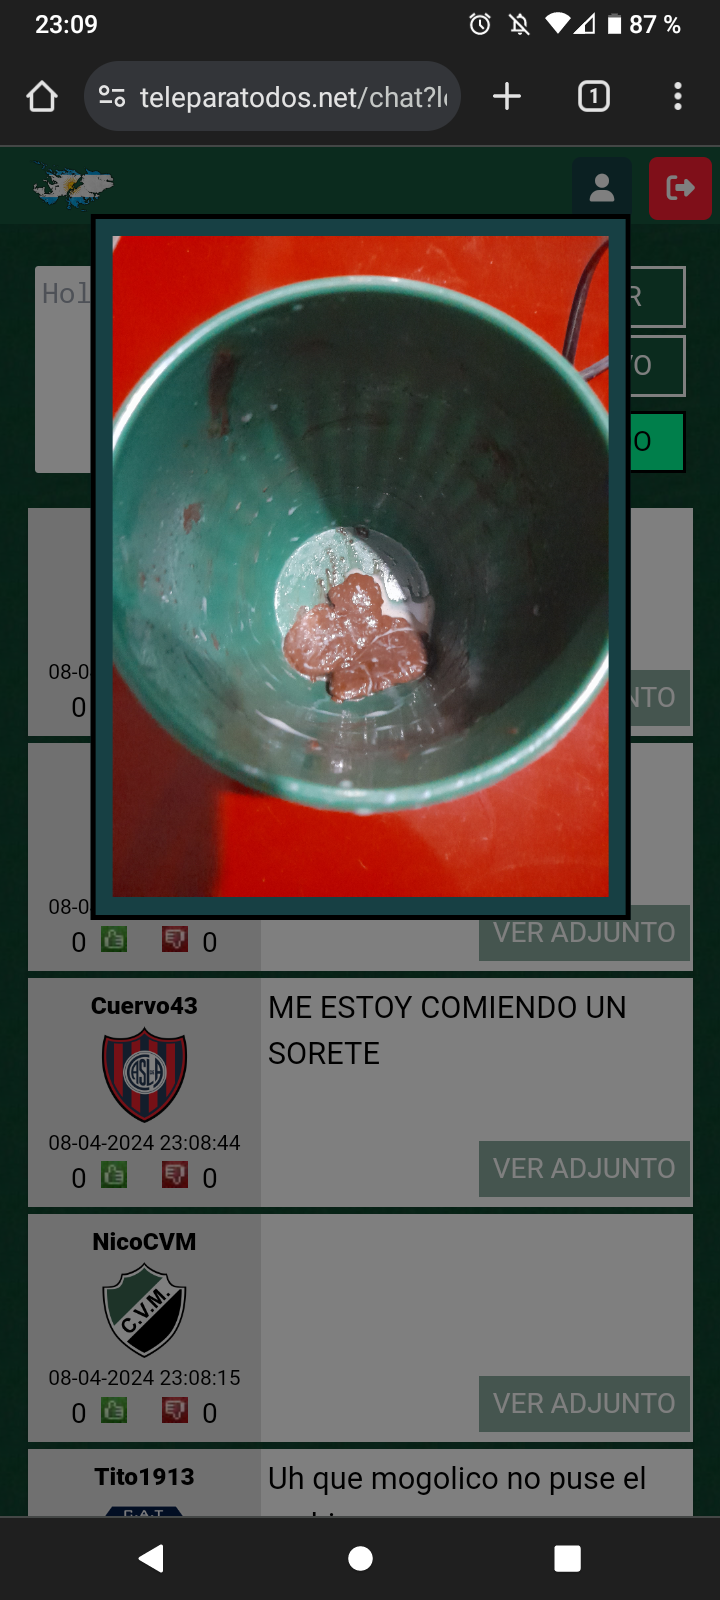 23:09
87 %
teleparatodos.net/chat?l
1
Hol
R
O
O
08-0
0
NTO
08-0
0 0
VER ADJUNTO
Cuervo43
ME ESTOY COMIENDO UN
SORETE
CASLA
08-04-2024 23:08:44
0 0
VER ADJUNTO
NicoCVM
C.V.M.
08-04-2024 23:08:15
0 0
VER ADJUNTO
Tito1913
Uh que mogolico no puse el
C.A.T